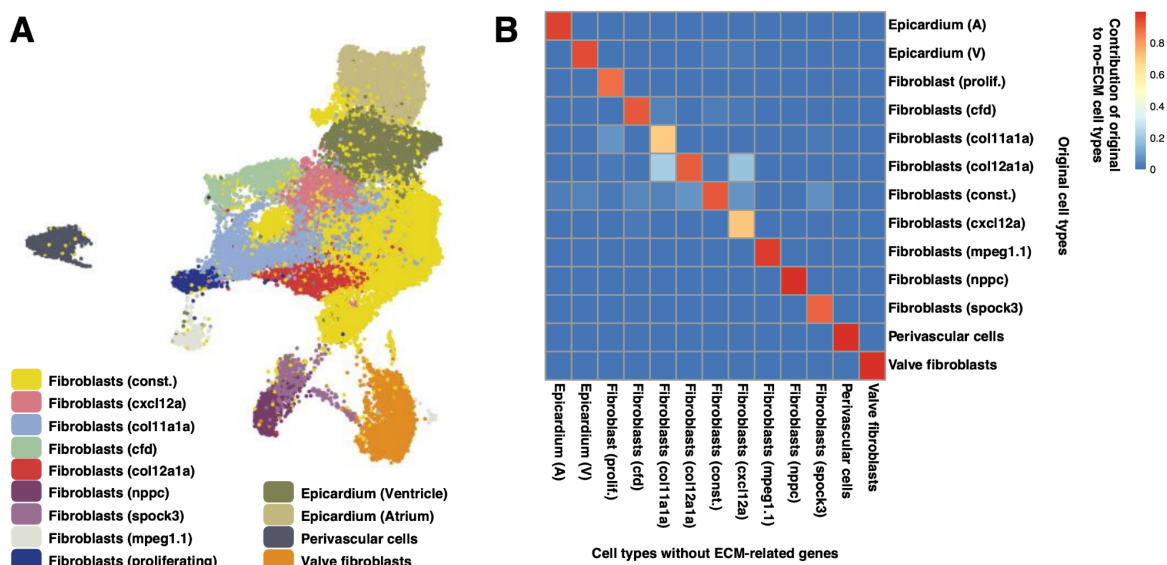 A
Fibroblasts (const.)
Fibroblasts (cxcl12a)
Fibroblasts (col11a1a)
Fibroblasts (cfd)
Fibroblasts (col12a1a)
Fibroblasts (nppc)
Fibroblasts (spock3)
Fibroblasts (mpeg1.1)
Fibroblasts (proliferating)
Epicardium (Ventricle)
Epicardium (Atrium)
Perivascular cells
Valve fibroblasts
B
Epicardium (A)
Epicardium (V)
Fibroblast (prolif.)
Fibroblasts (cfd)
Fibroblasts (col11a1a)
Fibroblasts (col12a1a)
Fibroblasts (const.)
Fibroblasts (cxcl12a)
Fibroblasts (mpeg1.1)
Fibroblasts (nppc)
Fibroblasts (spock3)
Perivascular cells
Valve fibroblasts
Original cell types
Contribution of original
to no-ECM cell types
0.8
0.6
0.4
0.2
0
Epicardium (A)
Epicardium (V)
Fibroblast (prolif.)
Fibroblasts (cfd)
Fibroblasts (col11a1a)
Fibroblasts (col12a1a)
Fibroblasts (const.)
Fibroblasts (cxcl12a)
Fibroblasts (mpeg1.1)
Fibroblasts (nppc)
Fibroblasts (spock3)
Perivascular cells
Valve fibroblasts
Cell types without ECM-related genes